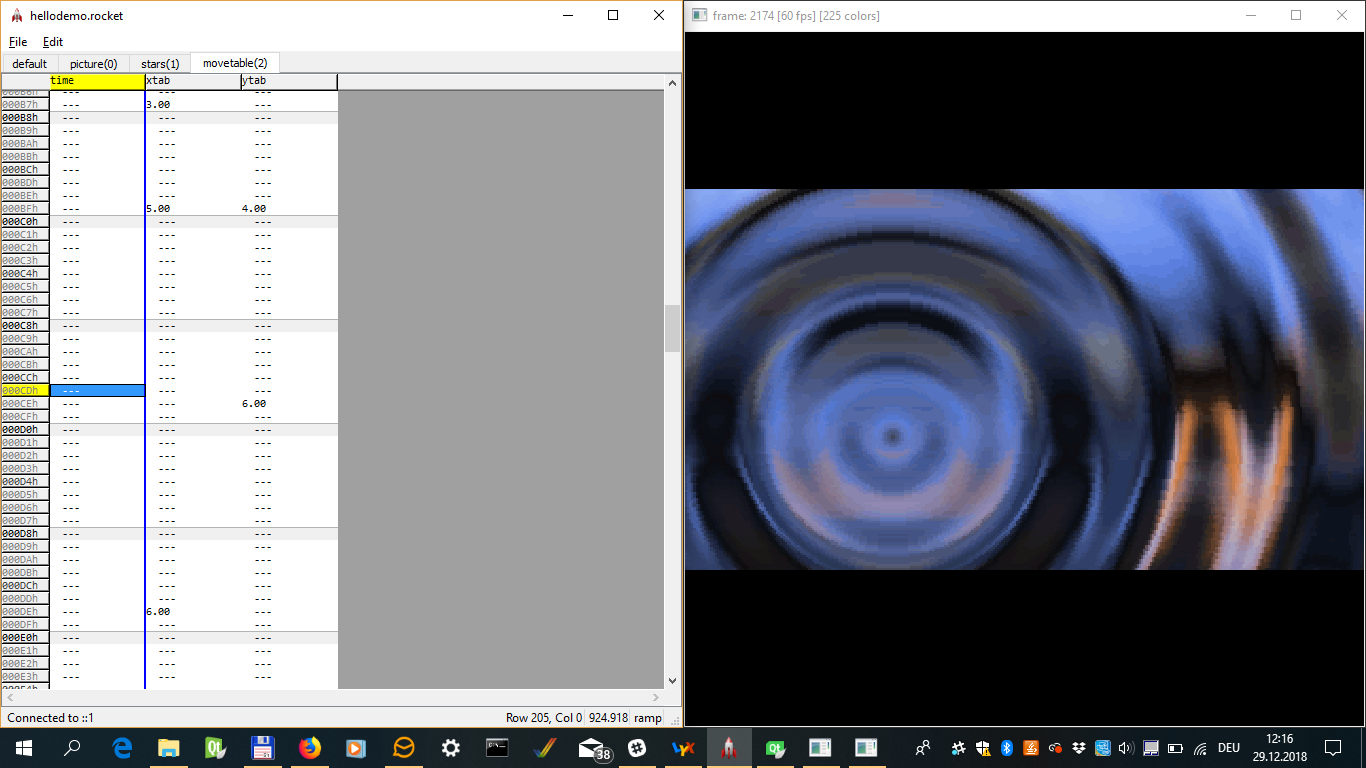 hellodemo.rocket
File Edit
default picture(0) stars(1) movetable(2)
time xtab ytab
000B7h --- 3.00 ---
000B8h --- --- ---
000B9h --- --- ---
000BAh --- --- ---
000BBh --- --- ---
000BCh --- --- ---
000BDh --- --- ---
000BEh --- --- ---
000BFh --- 5.00 4.00
000C0h --- --- ---
000C1h --- --- ---
000C2h --- --- ---
000C3h --- --- ---
000C4h --- --- ---
000C5h --- --- ---
000C6h --- --- ---
000C7h --- --- ---
000C8h --- --- ---
000C9h --- --- ---
000CAh --- --- ---
000CBh --- --- ---
000CCh --- --- ---
000CDh --- --- ---
000CEh --- --- 6.00
000CFh --- --- ---
000D0h --- --- ---
000D1h --- --- ---
000D2h --- --- ---
000D3h --- --- ---
000D4h --- --- ---
000D5h --- --- ---
000D6h --- --- ---
000D7h --- --- ---
000D8h --- --- ---
000D9h --- --- ---
000DAh --- --- ---
000DBh --- --- ---
000DCh --- --- ---
000DDh --- --- ---
000DEh --- 6.00 ---
000DFh --- --- ---
000E0h --- --- ---
000E1h --- --- ---
000E2h --- --- ---
000E3h --- --- ---
Connected to ::1 Row 205, Col 0 924.918 ramp
frame: 2174 [60 fps] [225 colors]
38
DEU
12:16
29.12.2018